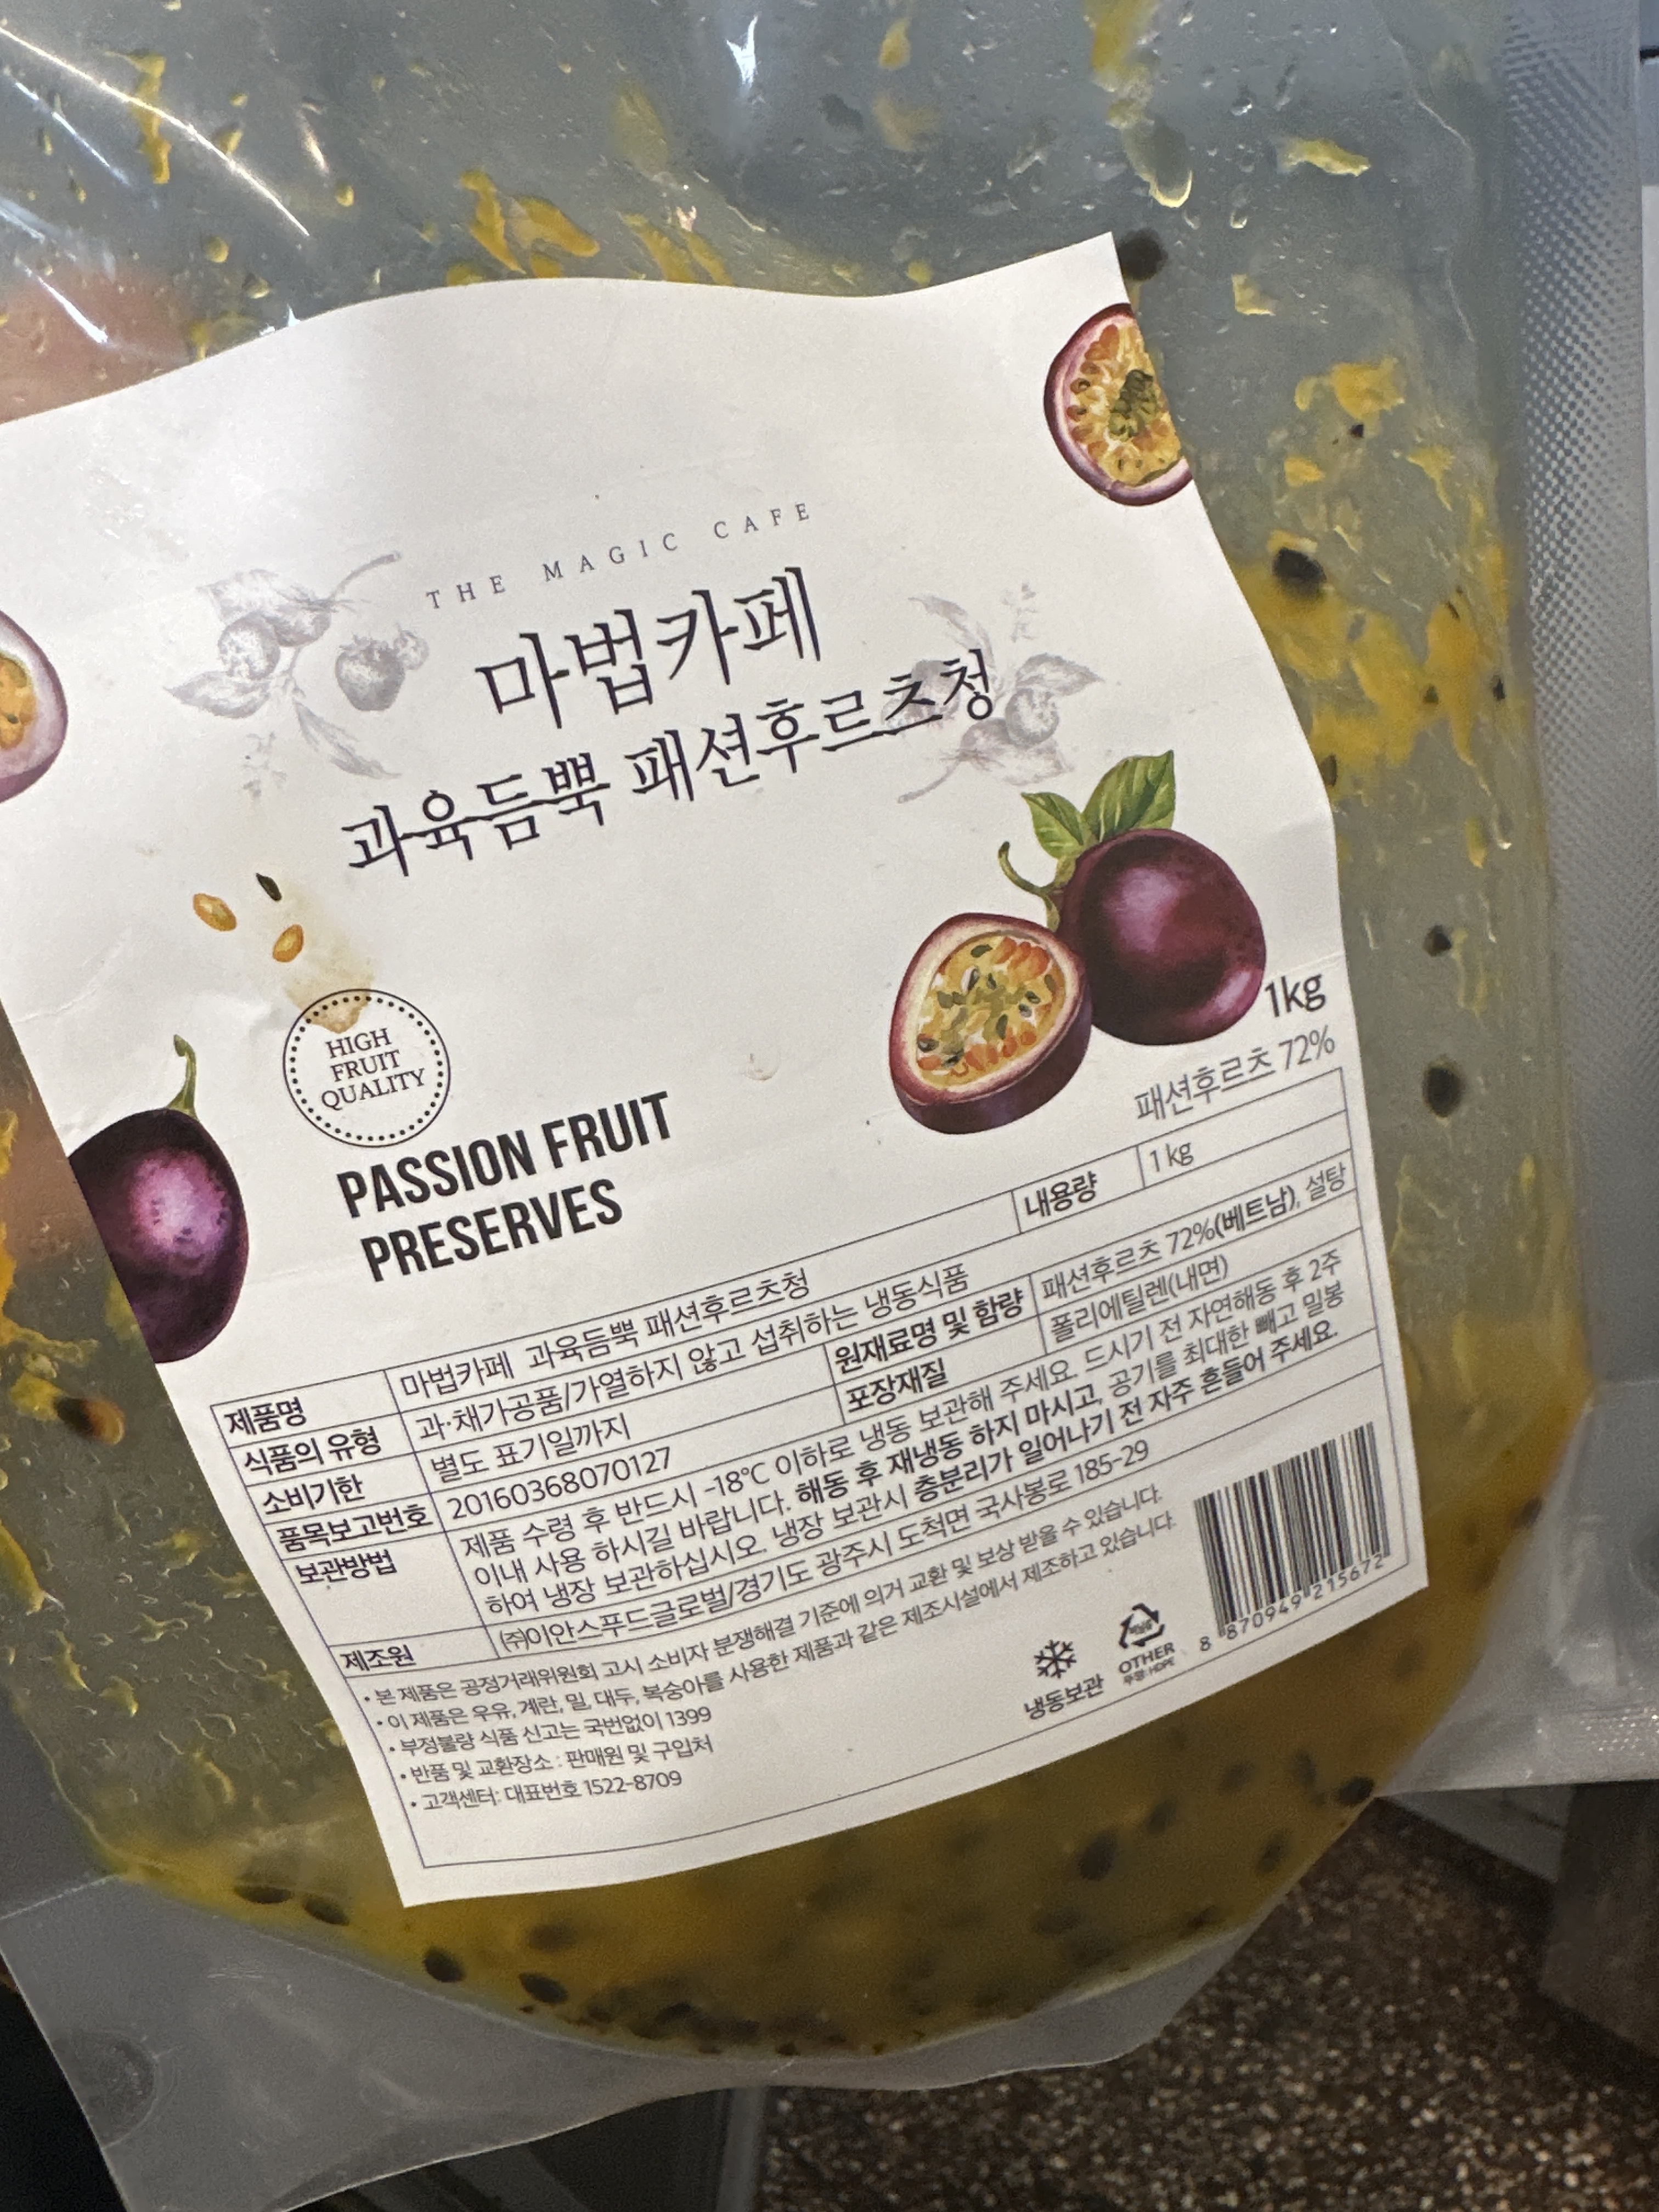 THE MAGIC CAFE
마법카페
과육듬뿍 패션후르츠청
HIGH
FRUIT
QUALITY
PASSION FRUIT
PRESERVES
1kg
패션후르츠 72%
제품명 마법카페 과육듬뿍 패션후르츠청 내용량 1 kg
식품의 유형 과·채가공품/가열하지 않고 섭취하는 냉동식품
소비기한 별도 표기일까지 원재료명 및 함량 패션후르츠 72%(베트남), 설탕
품목보고번호 20160368070127 포장재질 폴리에틸렌(내면)
보관방법 제품 수령 후 반드시 -18℃ 이하로 냉동 보관해 주세요. 드시기 전 자연해동 후 2주
이내 사용 하시길 바랍니다. 해동 후 재냉동 하지 마시고, 공기를 최대한 빼고 밀봉
하여 냉장 보관하십시오. 냉장 보관시 층분리가 일어나기 전 자주 흔들어 주세요.
제조원 ㈜이안스푸드글로벌/경기도 광주시 도척면 국사봉로 185-29
• 본 제품은 공정거래위원회 고시 소비자 분쟁해결 기준에 의거 교환 및 보상 받을 수 있습니다.
• 이 제품은 우유, 계란, 밀, 대두, 복숭아를 사용한 제품과 같은 제조시설에서 제조하고 있습니다.
• 부정불량 식품 신고는 국번없이 1399
• 반품 및 교환장소 : 판매원 및 구입처
• 고객센터: 대표번호 1522-8709
냉동보관
OTHER
8 870949 215672